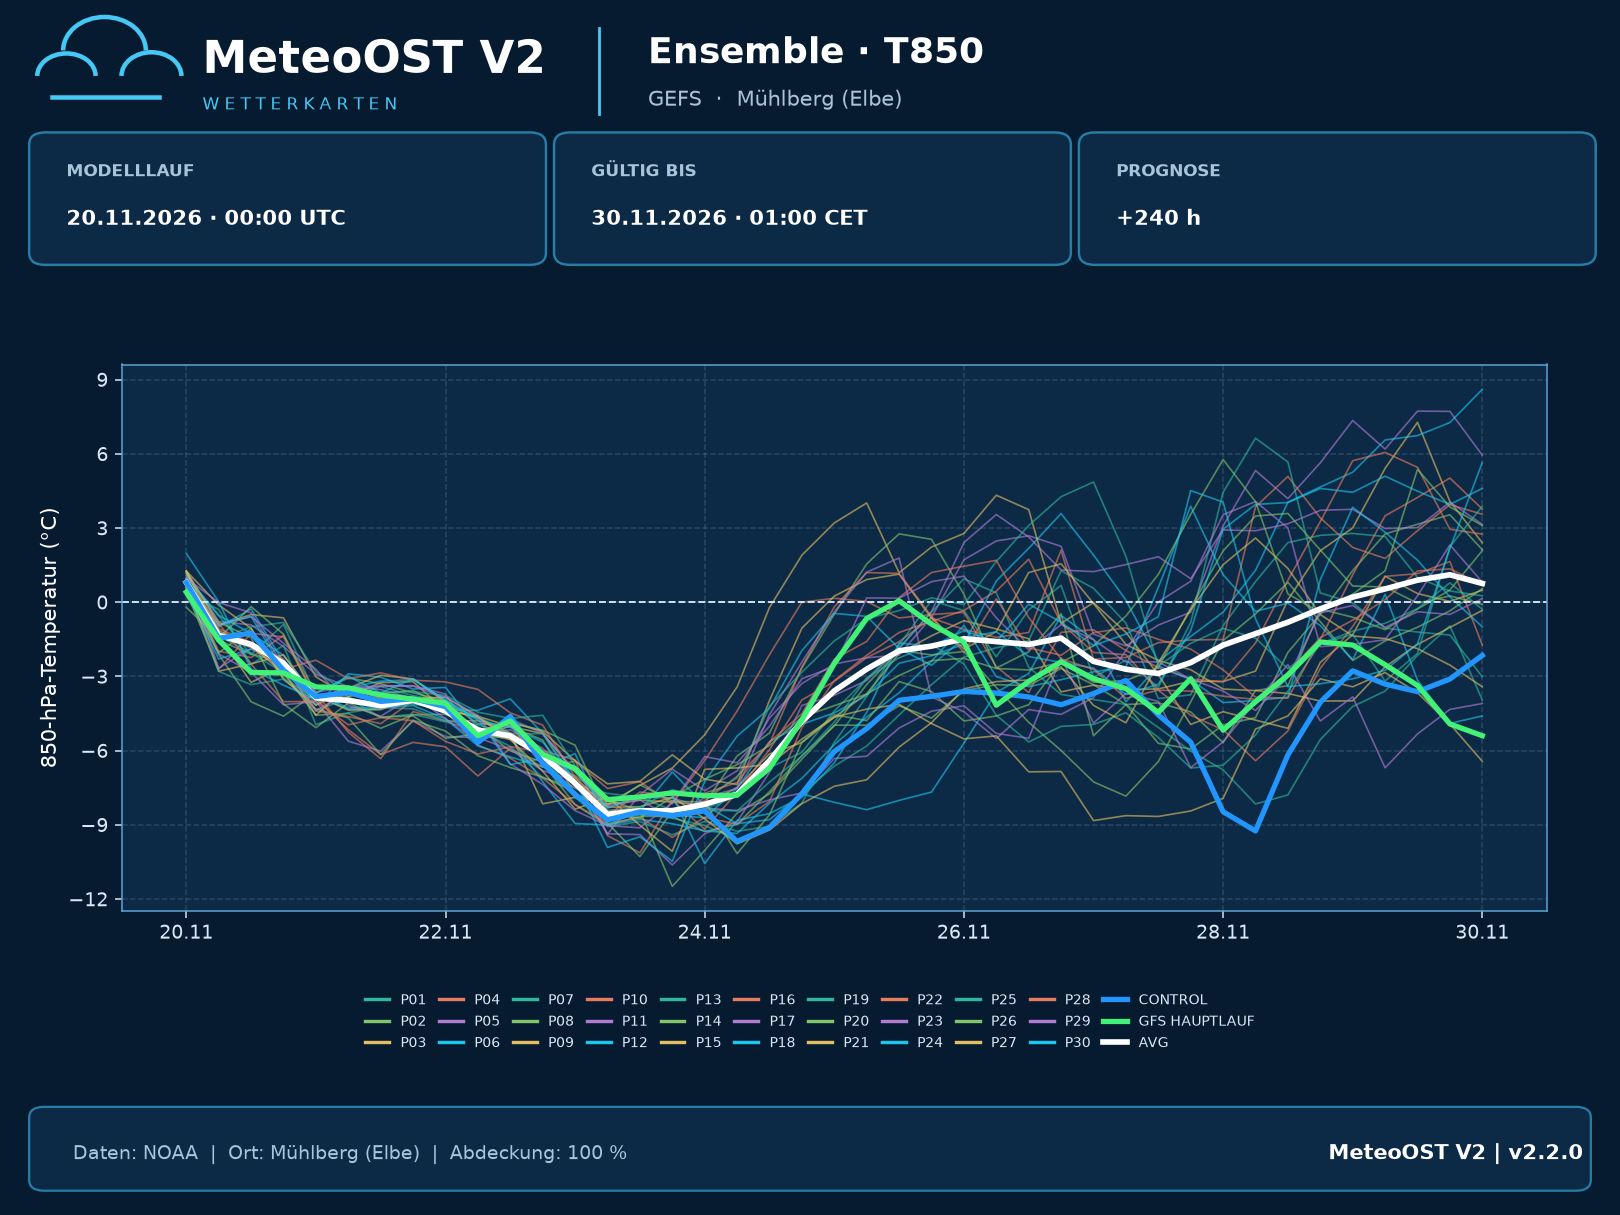 MeteoOST V2
WETTERKARTEN
Ensemble · T850
GEFS · Mühlberg (Elbe)
MODELLLAUF
20.11.2026 · 00:00 UTC
GÜLTIG BIS
30.11.2026 · 01:00 CET
PROGNOSE
+240 h
850-hPa-Temperatur (°C)
9
6
3
0
−3
−6
−9
−12
20.11 22.11 24.11 26.11 28.11 30.11
P01 P04 P07 P10 P13 P16 P19 P22 P25 P28 CONTROL
P02 P05 P08 P11 P14 P17 P20 P23 P26 P29 GFS HAUPTLAUF
P03 P06 P09 P12 P15 P18 P21 P24 P27 P30 AVG
Daten: NOAA | Ort: Mühlberg (Elbe) | Abdeckung: 100 %
MeteoOST V2 | v2.2.0